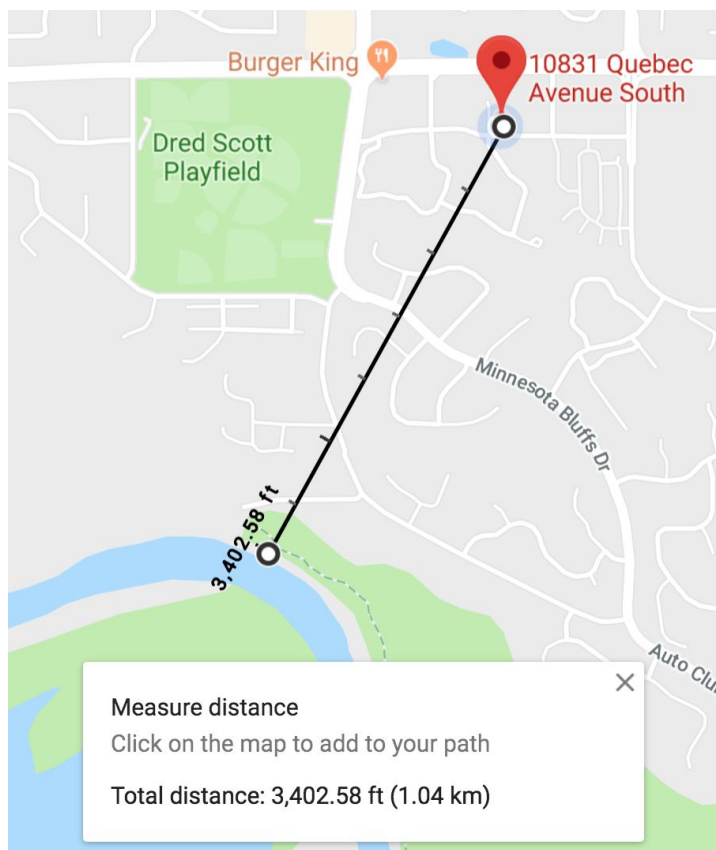 Burger King
10831 Quebec
Avenue South
Dred Scott
Playfield
Minnesota Bluffs Dr
3,402.58 ft
Auto Clu
Measure distance
Click on the map to add to your path
Total distance: 3,402.58 ft (1.04 km)